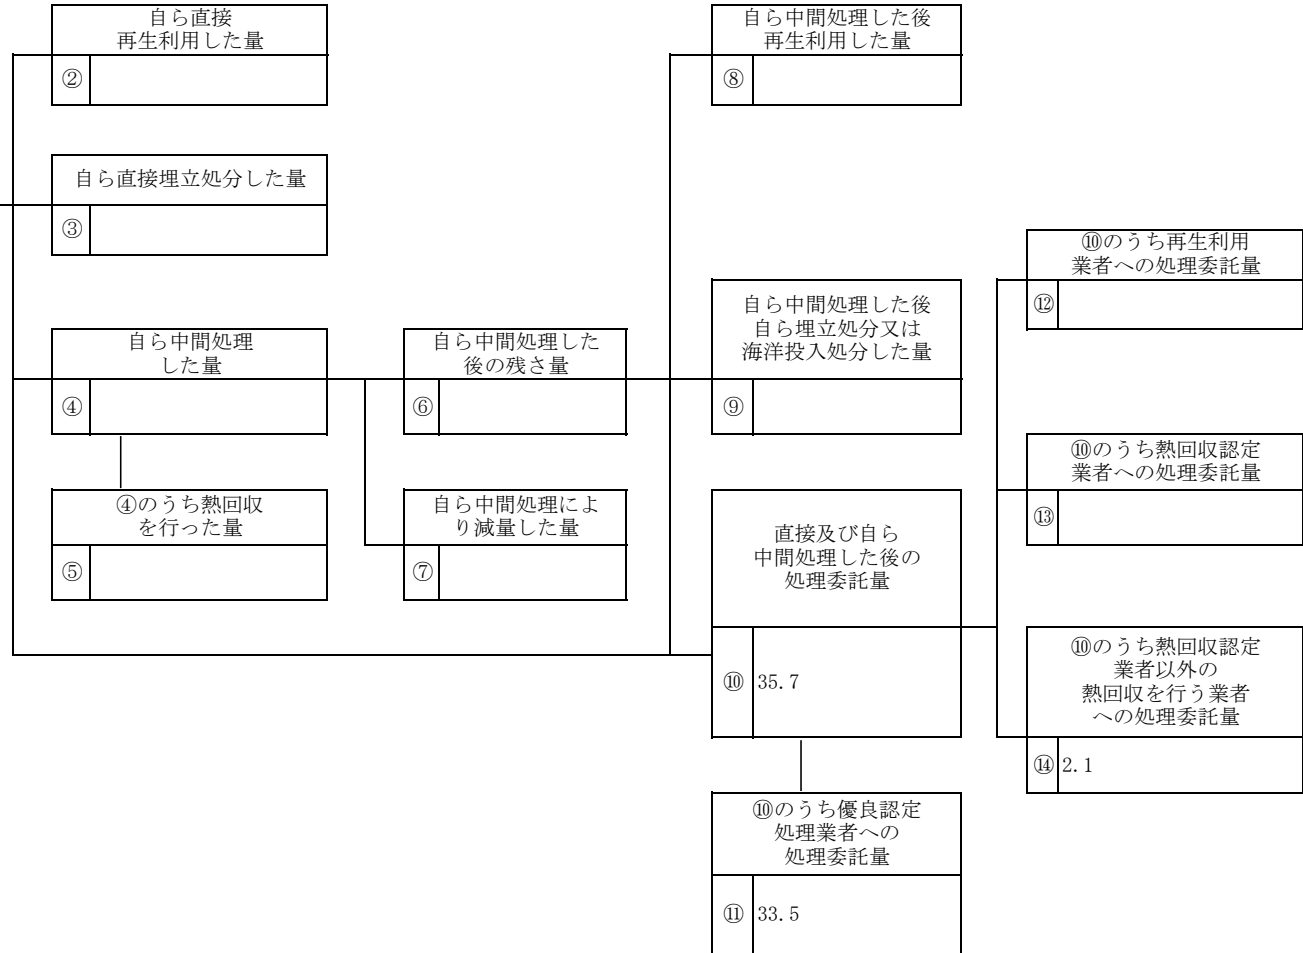 自ら直接
再生利用した量
②
自ら中間処理した後
再生利用した量
⑧
自ら直接埋立処分した量
③
⑩のうち再生利用
業者への処理委託量
⑫
自ら中間処理した後
自ら埋立処分又は
海洋投入処分した量
⑨
自ら中間処理
した量
④
自ら中間処理した
後の残さ量
⑥
⑩のうち熱回収認定
業者への処理委託量
⑬
④のうち熱回収
を行った量
⑤
自ら中間処理によ
り減量した量
⑦
直接及び自ら
中間処理した後の
処理委託量
⑩ 35.7
⑩のうち熱回収認定
業者以外の
熱回収を行う業者
への処理委託量
⑭ 2.1
⑩のうち優良認定
処理業者への
処理委託量
⑪ 33.5